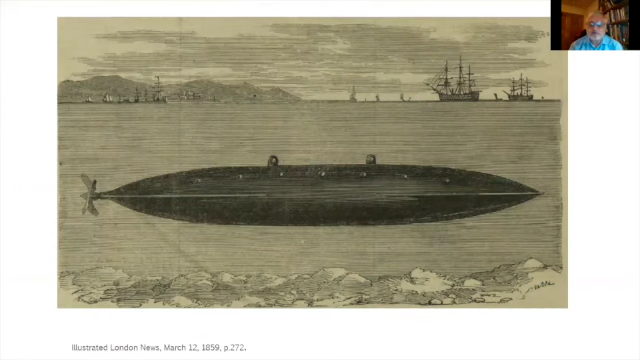 Illustrated London News, March 12, 1859, p.272.